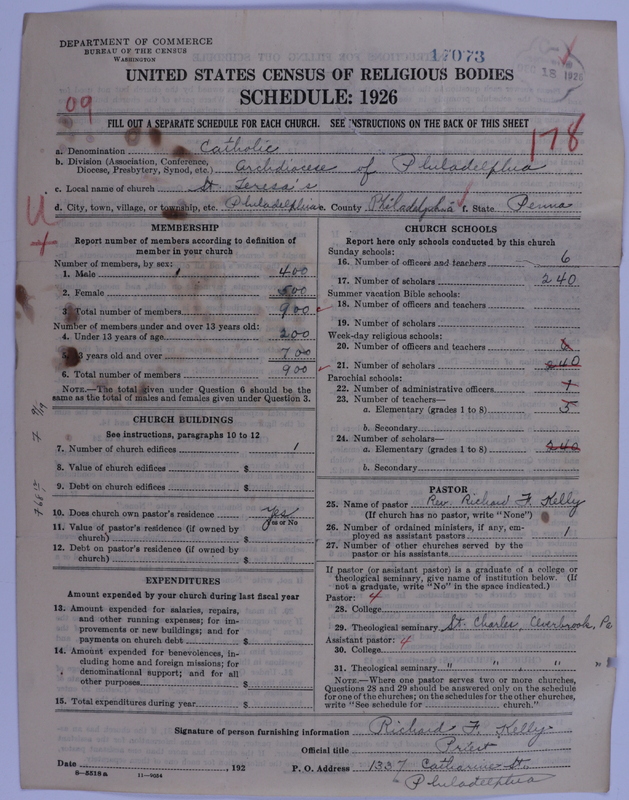 DEPARTMENT OF COMMERCE
BUREAU OF THE CENSUS
WASHINGTON
17073
DEC 18 1926
UNITED STATES CENSUS OF RELIGIOUS BODIES
SCHEDULE: 1926
09
FILL OUT A SEPARATE SCHEDULE FOR EACH CHURCH. SEE INSTRUCTIONS ON THE BACK OF THIS SHEET
178
a. Denomination Catholic
b. Division (Association, Conference, Diocese, Presbytery, Synod, etc.) Archdiocese of Philadelphia
c. Local name of church St. Teresa's
d. City, town, village, or township, etc. Philadelphia e. County Philadelphia f. State Penna
MEMBERSHIP
Report number of members according to definition of member in your church
Number of members, by sex:
1. Male 400
2. Female 500
3. Total number of members 900
Number of members under and over 13 years old:
4. Under 13 years of age 200
5. 13 years old and over 700
6. Total number of members 900
NOTE.—The total given under Question 6 should be the same as the total of males and females given under Question 3.
CHURCH BUILDINGS
See instructions, paragraphs 10 to 12
7. Number of church edifices 1
8. Value of church edifices $
9. Debt on church edifices $
10. Does church own pastor's residence Yes
Yes or No
11. Value of pastor's residence (if owned by church) $
12. Debt on pastor's residence (if owned by church) $
EXPENDITURES
Amount expended by your church during last fiscal year
13. Amount expended for salaries, repairs, and other running expenses; for improvements or new buildings; and for payments on church debt $
14. Amount expended for benevolences, including home and foreign missions; for denominational support; and for all other purposes $
15. Total expenditures during year $
CHURCH SCHOOLS
Report here only schools conducted by this church
Sunday schools:
16. Number of officers and teachers 6
17. Number of scholars 240
Summer vacation Bible schools:
18. Number of officers and teachers
19. Number of scholars
Week-day religious schools:
20. Number of officers and teachers 6
21. Number of scholars 240
Parochial schools:
22. Number of administrative officers 1
23. Number of teachers—
a. Elementary (grades 1 to 8) 5
b. Secondary
24. Number of scholars—
a. Elementary (grades 1 to 8) 240
b. Secondary
PASTOR
25. Name of pastor Rev. Richard F. Kelly
(If church has no pastor, write "None")
26. Number of ordained ministers, if any, employed as assistant pastors 1
27. Number of other churches served by the pastor or his assistants
If pastor (or assistant pastor) is a graduate of a college or theological seminary, give name of institution below. (If not a graduate, write "No" in the space indicated.)
Pastor: 4
28. College
29. Theological seminary St. Charles, Overbrook, Pa
Assistant pastor: 4
30. College
31. Theological seminary " " , "
NOTE.—Where one pastor serves two or more churches, Questions 28 and 29 should be answered only on the schedule for one of the churches; on the schedules for the other churches, write "See schedule for church."
Signature of person furnishing information Richard F. Kelly
Official title Priest
Date , 192 P. O. Address 1337 Catharine St.
8—5518a 11—9034
Philadelphia